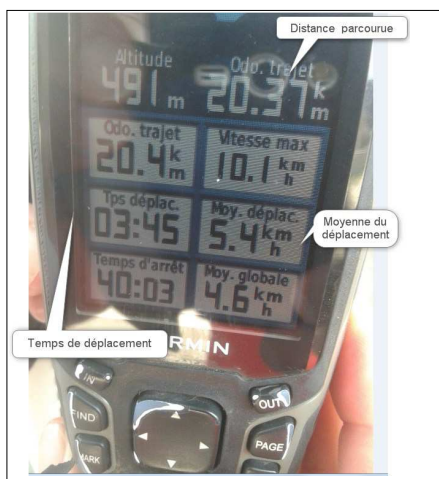 Distance parcourue
Altitude
491 m
Odo. trajet
20.37 k m
Odo. trajet
20.4 k m
Vitesse max
10.1 km h
Tps déplac.
03:45
Moy. déplac.
5.4 km h
Moyenne du
déplacement
Temps d'arrêt
40:03
Moy. globale
4.6 km h
Temps de déplacement
RMIN
IN
OUT
FIND
PAGE
MARK